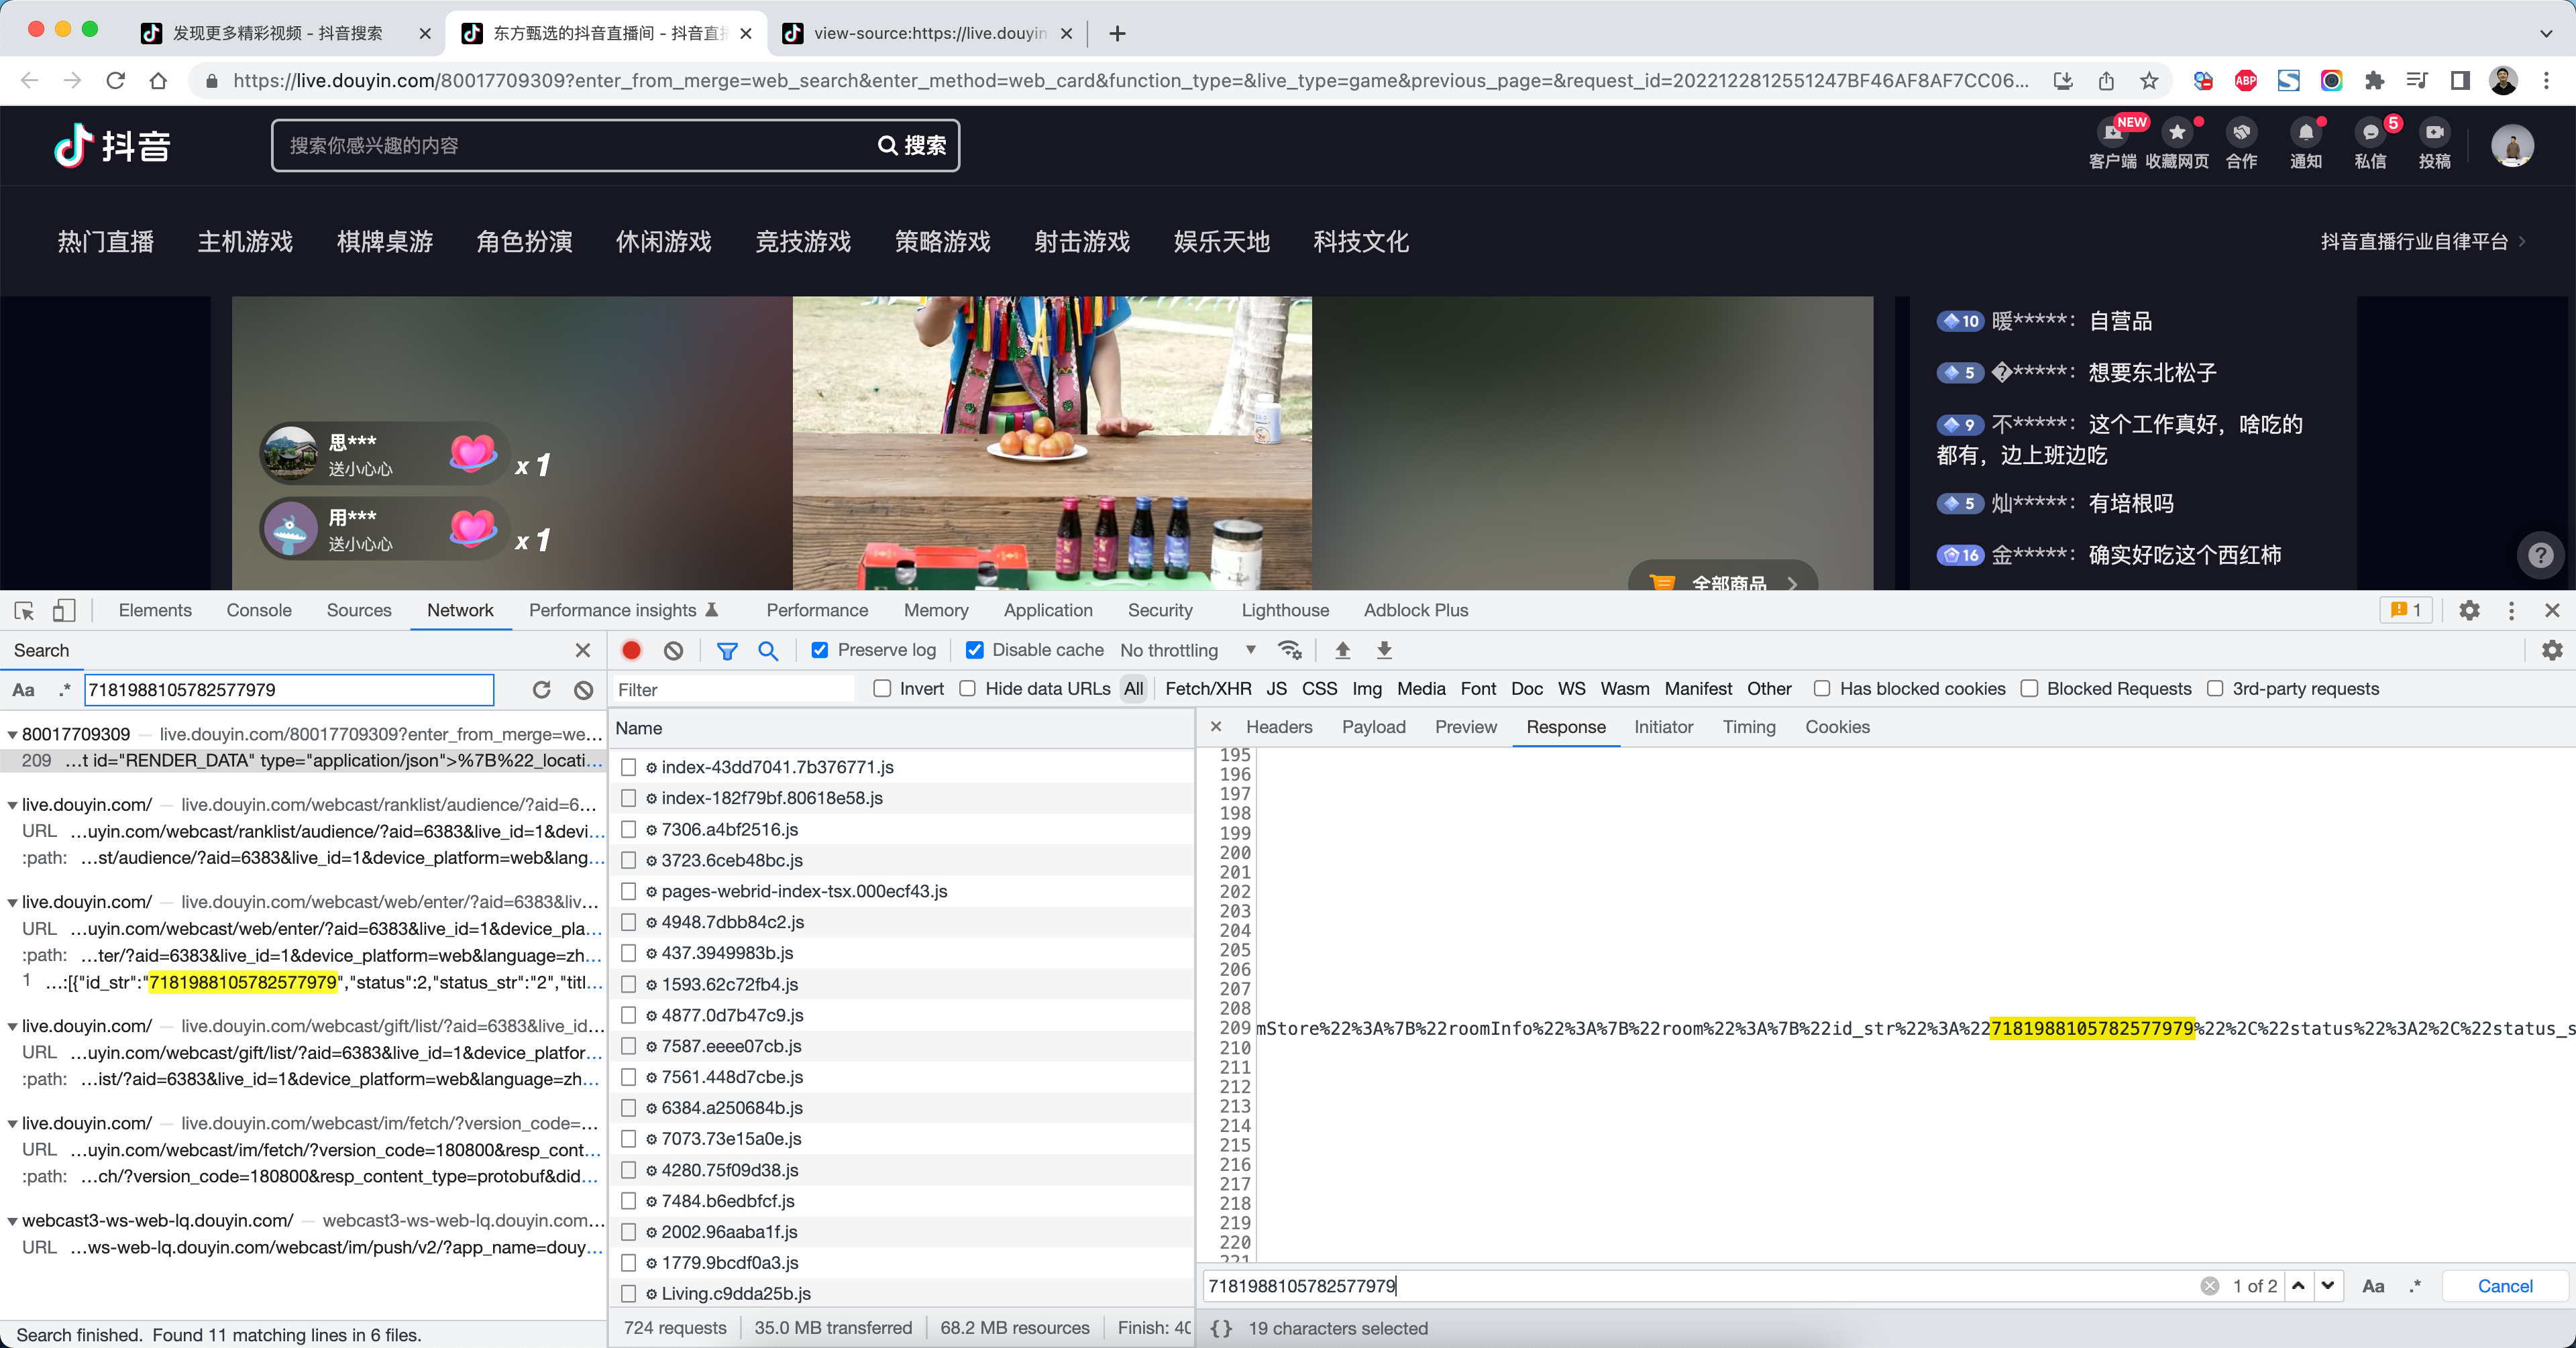 发现更多精彩视频 - 抖音搜索
东方甄选的抖音直播间 - 抖音直
view-source:https://live.douyin
https://live.douyin.com/80017709309?enter_from_merge=web_search&enter_method=web_card&function_type=&live_type=game&previous_page=&request_id=2022122812551247BF46AF8AF7CC06...
ABP
抖音
搜索你感兴趣的内容
搜索
NEW
5
客户端 收藏网页 合作 通知 私信 投稿
热门直播 主机游戏 棋牌桌游 角色扮演 休闲游戏 竞技游戏 策略游戏 射击游戏 娱乐天地 科技文化
抖音直播行业自律平台
思***
送小心心
x 1
用***
送小心心
x 1
全部商品
10 暖*****： 自营品
5 �*****： 想要东北松子
9 不*****： 这个工作真好，啥吃的
都有，边上班边吃
5 灿*****： 有培根吗
16 金*****： 确实好吃这个西红柿
Elements Console Sources Network Performance insights Performance Memory Application Security Lighthouse Adblock Plus
1
Search
Preserve log Disable cache No throttling
Aa .* 7181988105782577979
Filter Invert Hide data URLs All Fetch/XHR JS CSS Img Media Font Doc WS Wasm Manifest Other Has blocked cookies Blocked Requests 3rd-party requests
80017709309 — live.douyin.com/80017709309?enter_from_merge=we...
209 ...t id="RENDER_DATA" type="application/json">%7B%22_locati...
live.douyin.com/ — live.douyin.com/webcast/ranklist/audience/?aid=6...
URL ...uyin.com/webcast/ranklist/audience/?aid=6383&live_id=1&devi...
:path: ...st/audience/?aid=6383&live_id=1&device_platform=web&lang...
live.douyin.com/ — live.douyin.com/webcast/web/enter/?aid=6383&liv...
URL ...uyin.com/webcast/web/enter/?aid=6383&live_id=1&device_pla...
:path: ...ter/?aid=6383&live_id=1&device_platform=web&language=zh...
1 ...:[{"id_str":"7181988105782577979","status":2,"status_str":"2","titl...
live.douyin.com/ — live.douyin.com/webcast/gift/list/?aid=6383&live_id...
URL ...uyin.com/webcast/gift/list/?aid=6383&live_id=1&device_platfor...
:path: ...ist/?aid=6383&live_id=1&device_platform=web&language=zh...
live.douyin.com/ — live.douyin.com/webcast/im/fetch/?version_code=...
URL ...uyin.com/webcast/im/fetch/?version_code=180800&resp_cont...
:path: ...ch/?version_code=180800&resp_content_type=protobuf&did...
webcast3-ws-web-lq.douyin.com/ — webcast3-ws-web-lq.douyin.com...
URL ...ws-web-lq.douyin.com/webcast/im/push/v2/?app_name=douy...
Search finished. Found 11 matching lines in 6 files.
Name
index-43dd7041.7b376771.js
index-182f79bf.80618e58.js
7306.a4bf2516.js
3723.6ceb48bc.js
pages-webrid-index-tsx.000ecf43.js
4948.7dbb84c2.js
437.3949983b.js
1593.62c72fb4.js
4877.0d7b47c9.js
7587.eeee07cb.js
7561.448d7cbe.js
6384.a250684b.js
7073.73e15a0e.js
4280.75f09d38.js
7484.b6edbfcf.js
2002.96aaba1f.js
1779.9bcdf0a3.js
Living.c9dda25b.js
724 requests 35.0 MB transferred 68.2 MB resources Finish: 40
Headers Payload Preview Response Initiator Timing Cookies
195
196
197
198
199
200
201
202
203
204
205
206
207
208
209 mStore%22%3A%7B%22roomInfo%22%3A%7B%22room%22%3A%7B%22id_str%22%3A%227181988105782577979%22%2C%22status%22%3A2%2C%22status_s
210
211
212
213
214
215
216
217
218
219
220
221
7181988105782577979 1 of 2 Aa .* Cancel
{} 19 characters selected